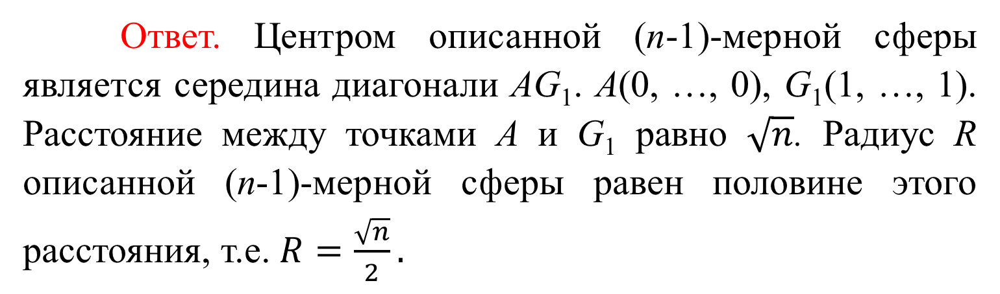 Ответ. Центром описанной (n-1)-мерной сферы
является середина диагонали AG₁. A(0, …, 0), G₁(1, …, 1).
Расстояние между точками A и G₁ равно √n. Радиус R
описанной (n-1)-мерной сферы равен половине этого
расстояния, т.е. R = √n/2.